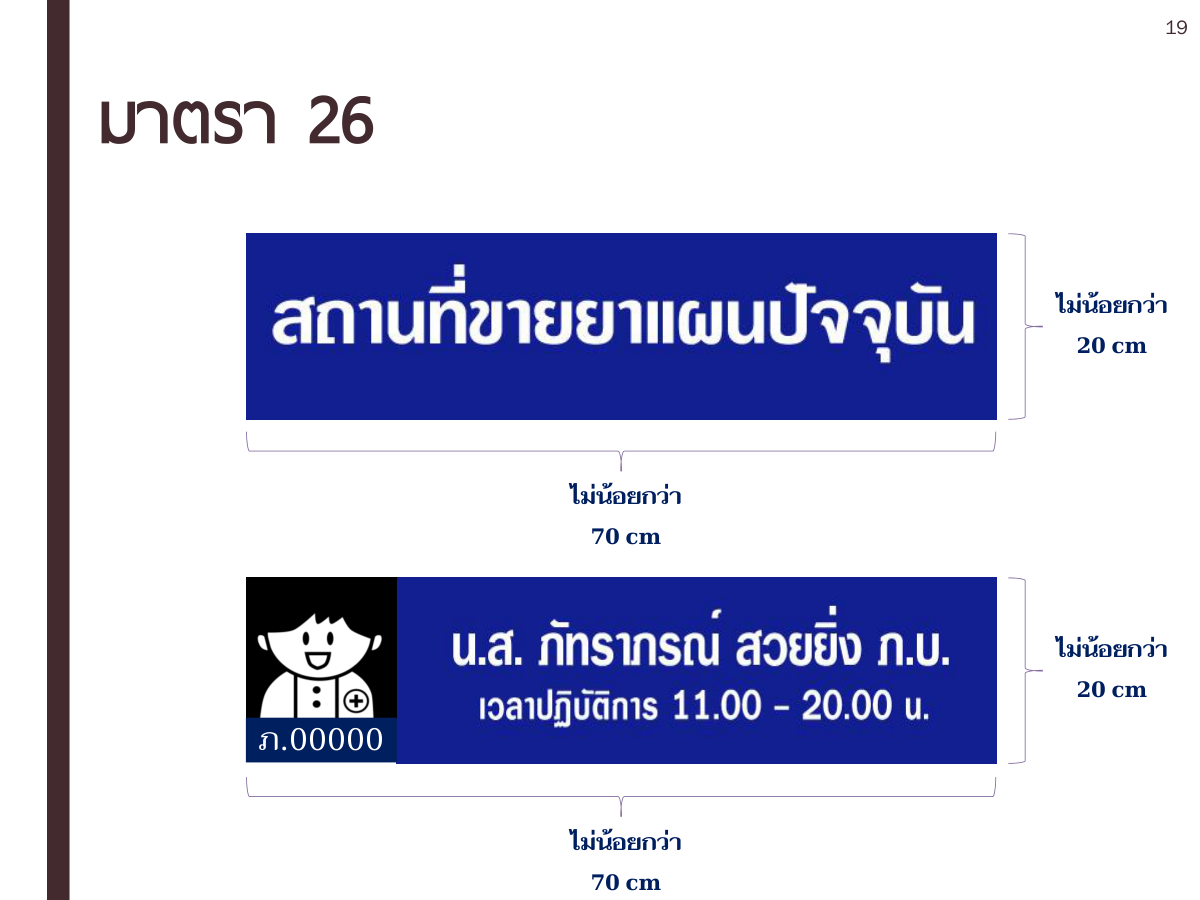 19
มาตรา 26
สถานที่ขายยาแผนปัจจุบัน
ไม่น้อยกว่า
20 cm
ไม่น้อยกว่า
70 cm
น.ส. ภัทราภรณ์ สวยยิ่ง ภ.บ.
เวลาปฏิบัติการ 11.00 – 20.00 น.
ภ.00000
ไม่น้อยกว่า
20 cm
ไม่น้อยกว่า
70 cm